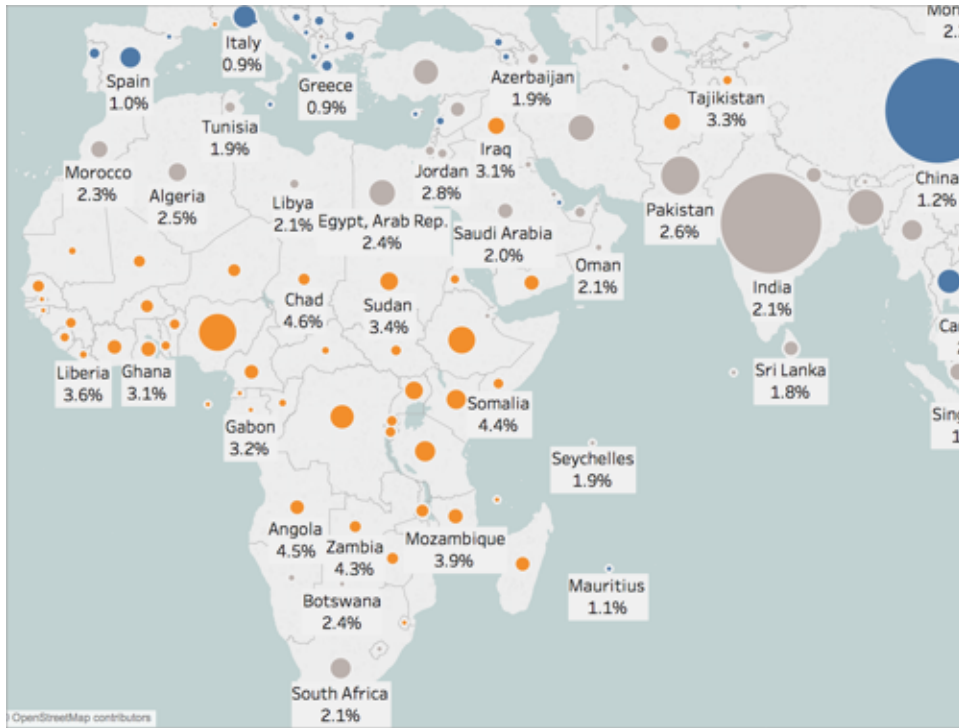 Italy
0.9%
Spain
1.0%
Greece
0.9%
Azerbaijan
1.9%
Tajikistan
3.3%
Tunisia
1.9%
Iraq
3.1%
Morocco
2.3%
Algeria
2.5%
Libya
2.1%
Jordan
2.8%
Egypt, Arab Rep.
2.4%
Saudi Arabia
2.0%
Pakistan
2.6%
China
1.2%
Oman
2.1%
India
2.1%
Chad
4.6%
Sudan
3.4%
Liberia
3.6%
Ghana
3.1%
Sri Lanka
1.8%
Gabon
3.2%
Somalia
4.4%
Seychelles
1.9%
Angola
4.5%
Zambia
4.3%
Mozambique
3.9%
Mauritius
1.1%
Botswana
2.4%
South Africa
2.1%
OpenStreetMap contributors